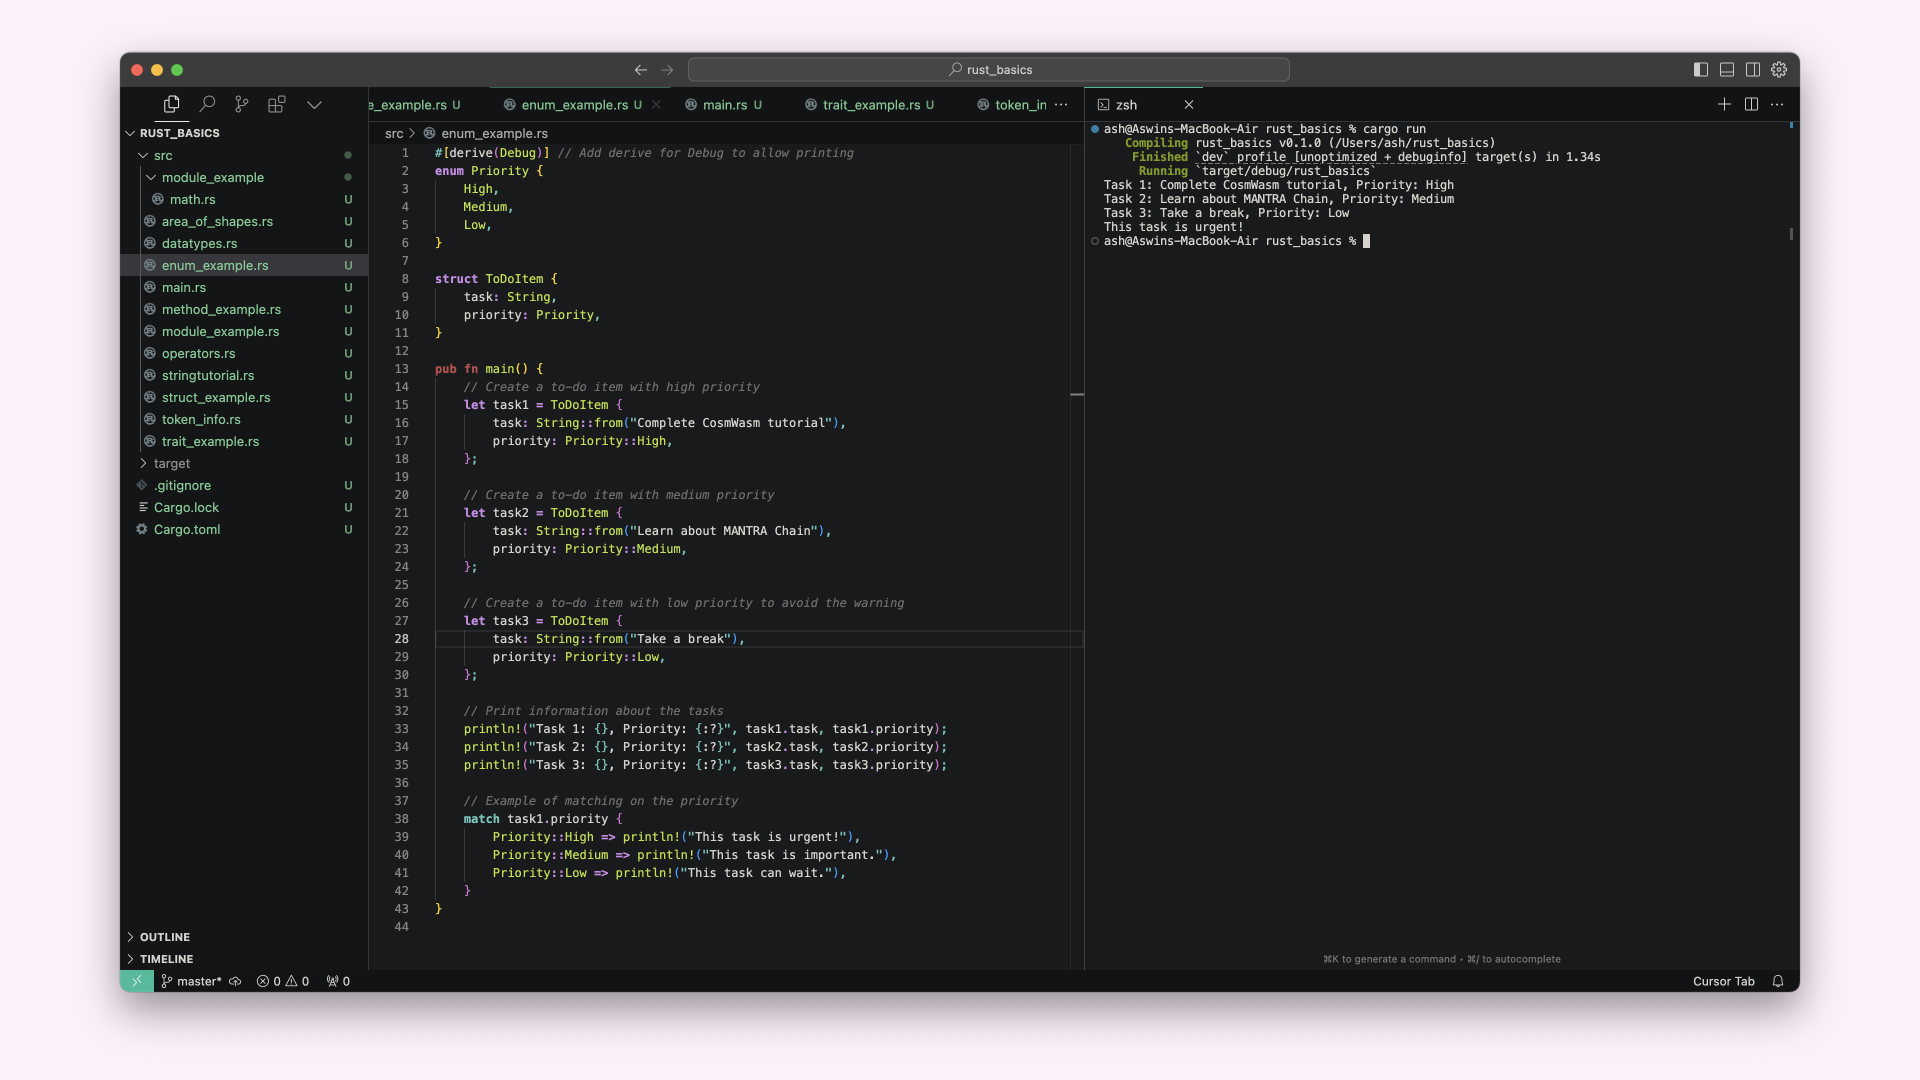 rust_basics
RUST_BASICS
src
module_example
math.rs U
area_of_shapes.rs U
datatypes.rs U
enum_example.rs U
main.rs U
method_example.rs U
module_example.rs U
operators.rs U
stringtutorial.rs U
struct_example.rs U
token_info.rs U
trait_example.rs U
target
.gitignore U
Cargo.lock U
Cargo.toml U
OUTLINE
TIMELINE
e_example.rs U enum_example.rs U main.rs U trait_example.rs U token_in ...
src > enum_example.rs
1 #[derive(Debug)] // Add derive for Debug to allow printing
2 enum Priority {
3 High,
4 Medium,
5 Low,
6 }
7
8 struct ToDoItem {
9 task: String,
10 priority: Priority,
11 }
12
13 pub fn main() {
14 // Create a to-do item with high priority
15 let task1 = ToDoItem {
16 task: String::from("Complete CosmWasm tutorial"),
17 priority: Priority::High,
18 };
19
20 // Create a to-do item with medium priority
21 let task2 = ToDoItem {
22 task: String::from("Learn about MANTRA Chain"),
23 priority: Priority::Medium,
24 };
25
26 // Create a to-do item with low priority to avoid the warning
27 let task3 = ToDoItem {
28 task: String::from("Take a break"),
29 priority: Priority::Low,
30 };
31
32 // Print information about the tasks
33 println!("Task 1: {}, Priority: {:?}", task1.task, task1.priority);
34 println!("Task 2: {}, Priority: {:?}", task2.task, task2.priority);
35 println!("Task 3: {}, Priority: {:?}", task3.task, task3.priority);
36
37 // Example of matching on the priority
38 match task1.priority {
39 Priority::High => println!("This task is urgent!"),
40 Priority::Medium => println!("This task is important."),
41 Priority::Low => println!("This task can wait."),
42 }
43 }
44
zsh
ash@Aswins-MacBook-Air rust_basics % cargo run
Compiling rust_basics v0.1.0 (/Users/ash/rust_basics)
Finished `dev` profile [unoptimized + debuginfo] target(s) in 1.34s
Running `target/debug/rust_basics`
Task 1: Complete CosmWasm tutorial, Priority: High
Task 2: Learn about MANTRA Chain, Priority: Medium
Task 3: Take a break, Priority: Low
This task is urgent!
ash@Aswins-MacBook-Air rust_basics %
⌘K to generate a command • ⌘/ to autocomplete
master* 0 0 0
Cursor Tab